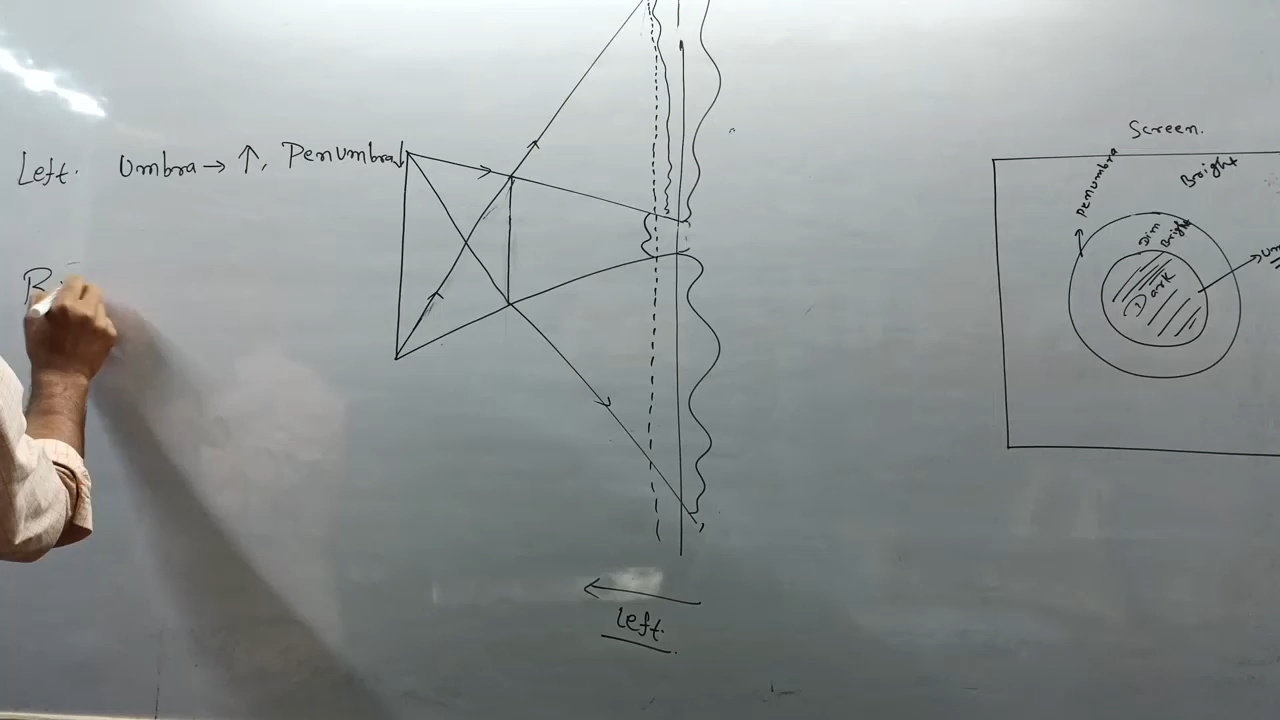 Left. Umbra → ↑, Penumbra↓
Screen.
Penumbra
Bright
Dim
Bright
Dark
Left.